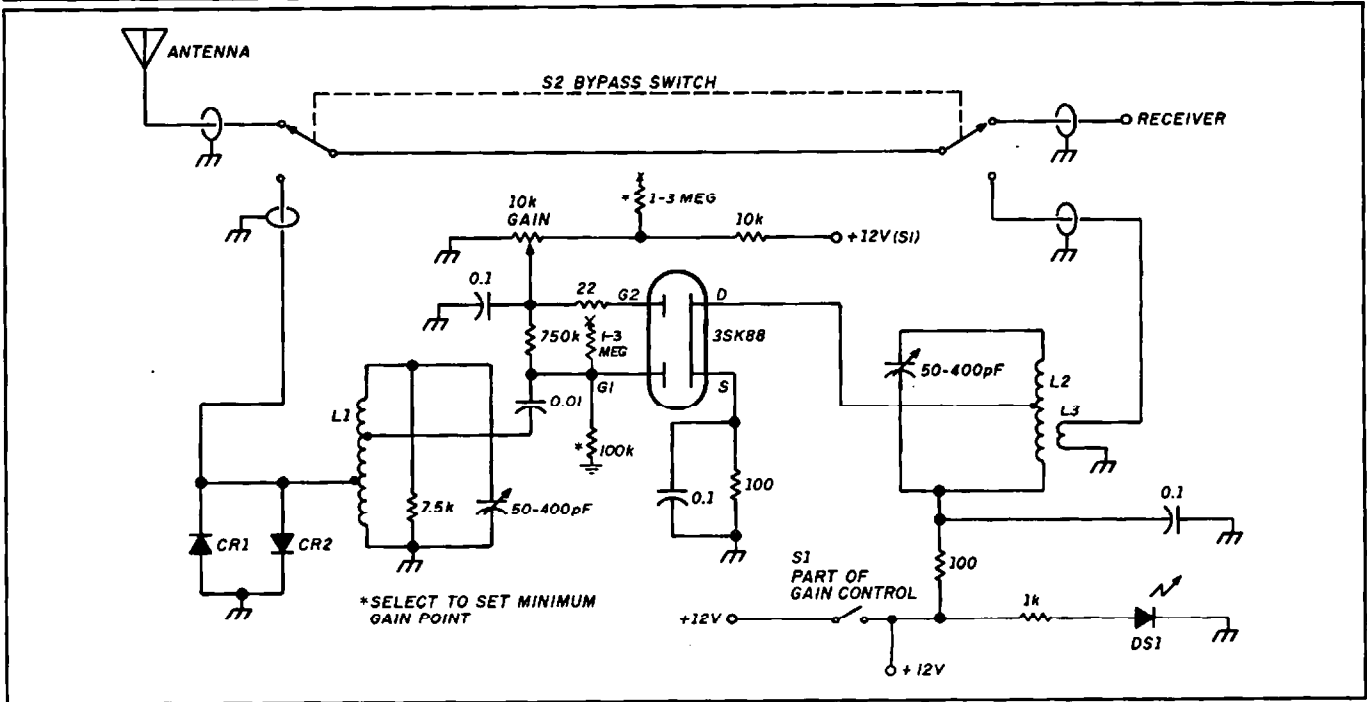 ANTENNA
S2 BYPASS SWITCH
RECEIVER
* 1-3 MEG
10k
GAIN
10k
+12V (S1)
0.1
22
G2
D
3SK88
750k
1-3
MEG
G1
S
0.01
*100k
L1
7.5k
50-400pF
0.1
100
50-400pF
L2
L3
0.1
100
CR1
CR2
*SELECT TO SET MINIMUM
GAIN POINT
S1
PART OF
GAIN CONTROL
+12V
1k
DS1
+12V